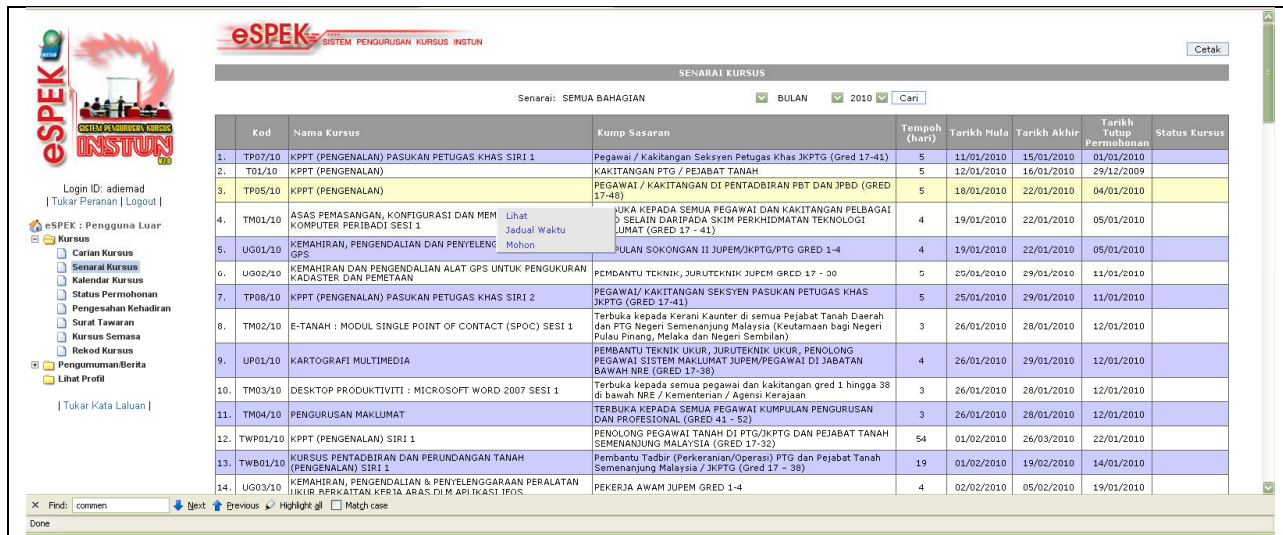 eSPEK
INSTUN
SISTEM PENGURUSAN KURSUS
INSTUN
V2.0
Login ID: adiemad
| Tukar Peranan | Logout |
eSPEK : Pengguna Luar
Kursus
Carian Kursus
Senarai Kursus
Kalendar Kursus
Status Permohonan
Pengesahan Kehadiran
Surat Tawaran
Kursus Semasa
Rekod Kursus
Pengumuman/Berita
Lihat Profil
| Tukar Kata Laluan |
eSPEK SISTEM PENGURUSAN KURSUS INSTUN
Cetak
SENARAI KURSUS
Senarai: SEMUA BAHAGIAN BULAN 2010 Cari
Kod Nama Kursus Kump Sasaran Tempoh (hari) Tarikh Mula Tarikh Akhir Tarikh Tutup Permohonan Status Kursus
1. TP07/10 KPPT (PENGENALAN) PASUKAN PETUGAS KHAS SIRI 1 Pegawai / Kakitangan Seksyen Petugas Khas JKPTG (Gred 17-41) 5 11/01/2010 15/01/2010 01/01/2010
2. T01/10 KPPT (PENGENALAN) KAKITANGAN PTG / PEJABAT TANAH 5 12/01/2010 16/01/2010 29/12/2009
3. TP05/10 KPPT (PENGENALAN) PEGAWAI / KAKITANGAN DI PENTADBIRAN PBT DAN JPBD (GRED
17-48) 5 18/01/2010 22/01/2010 04/01/2010
4. TM01/10 ASAS PEMASANGAN, KONFIGURASI DAN MEM
KOMPUTER PERIBADI SESI 1
BUKA KEPADA SEMUA PEGAWAI DAN KAKITANGAN PELBAGAI
SELAIN DARIPADA SKIM PERKHIDMATAN TEKNOLOGI
LUMAT (GRED 17 - 41) 4 19/01/2010 22/01/2010 05/01/2010
Lihat
Jadual Waktu
Mohon
5. UG01/10 KEMAHIRAN, PENGENDALIAN DAN PENYELENG
GPS
PULAN SOKONGAN II JUPEM/JKPTG/PTG GRED 1-4 4 19/01/2010 22/01/2010 05/01/2010
6. UG02/10 KEMAHIRAN DAN PENGENDALIAN ALAT GPS UNTUK PENGUKURAN
KADASTER DAN PEMETAAN
PEMBANTU TEKNIK, JURUTEKNIK JUPEM GRED 17 - 38 5 25/01/2010 29/01/2010 11/01/2010
7. TP08/10 KPPT (PENGENALAN) PASUKAN PETUGAS KHAS SIRI 2 PEGAWAI/ KAKITANGAN SEKSYEN PASUKAN PETUGAS KHAS
JKPTG (GRED 17-41) 5 25/01/2010 29/01/2010 11/01/2010
8. TM02/10 E-TANAH : MODUL SINGLE POINT OF CONTACT (SPOC) SESI 1 Terbuka kepada Kerani Kaunter di semua Pejabat Tanah Daerah
dan PTG Negeri Semenanjung Malaysia (Keutamaan bagi Negeri
Pulau Pinang, Melaka dan Negeri Sembilan) 3 26/01/2010 28/01/2010 12/01/2010
9. UP01/10 KARTOGRAFI MULTIMEDIA PEMBANTU TEKNIK UKUR, JURUTEKNIK UKUR, PENOLONG
PEGAWAI SISTEM MAKLUMAT JUPEM/PEGAWAI DI JABATAN
BAWAH NRE (GRED 17-38) 4 26/01/2010 29/01/2010 12/01/2010
10. TM03/10 DESKTOP PRODUKTIVITI : MICROSOFT WORD 2007 SESI 1 Terbuka kepada semua pegawai dan kakitangan gred 1 hingga 38
di bawah NRE / Kementerian / Agensi Kerajaan 3 26/01/2010 28/01/2010 12/01/2010
11. TM04/10 PENGURUSAN MAKLUMAT TERBUKA KEPADA SEMUA PEGAWAI KUMPULAN PENGURUSAN
DAN PROFESIONAL (GRED 41 - 52) 3 26/01/2010 28/01/2010 12/01/2010
12. TWP01/10 KPPT (PENGENALAN) SIRI 1 PENOLONG PEGAWAI TANAH DI PTG/JKPTG DAN PEJABAT TANAH
SEMENANJUNG MALAYSIA (GRED 17-32) 54 01/02/2010 26/03/2010 22/01/2010
13. TWB01/10 KURSUS PENTADBIRAN DAN PERUNDANGAN TANAH
(PENGENALAN) SIRI 1
Pembantu Tadbir (Perkeranian/Operasi) PTG dan Pejabat Tanah
Semenanjung Malaysia / JKPTG (Gred 17 – 38) 19 01/02/2010 19/02/2010 14/01/2010
14. UG03/10 KEMAHIRAN, PENGENDALIAN & PENYELENGGARAAN PERALATAN
UKUR BERKAITAN KERJA ARAS DLM APLIKASI IFOS
PEKERJA AWAM JUPEM GRED 1-4 4 02/02/2010 05/02/2010 19/01/2010
Find: commen Next Previous Highlight all Match case
Done